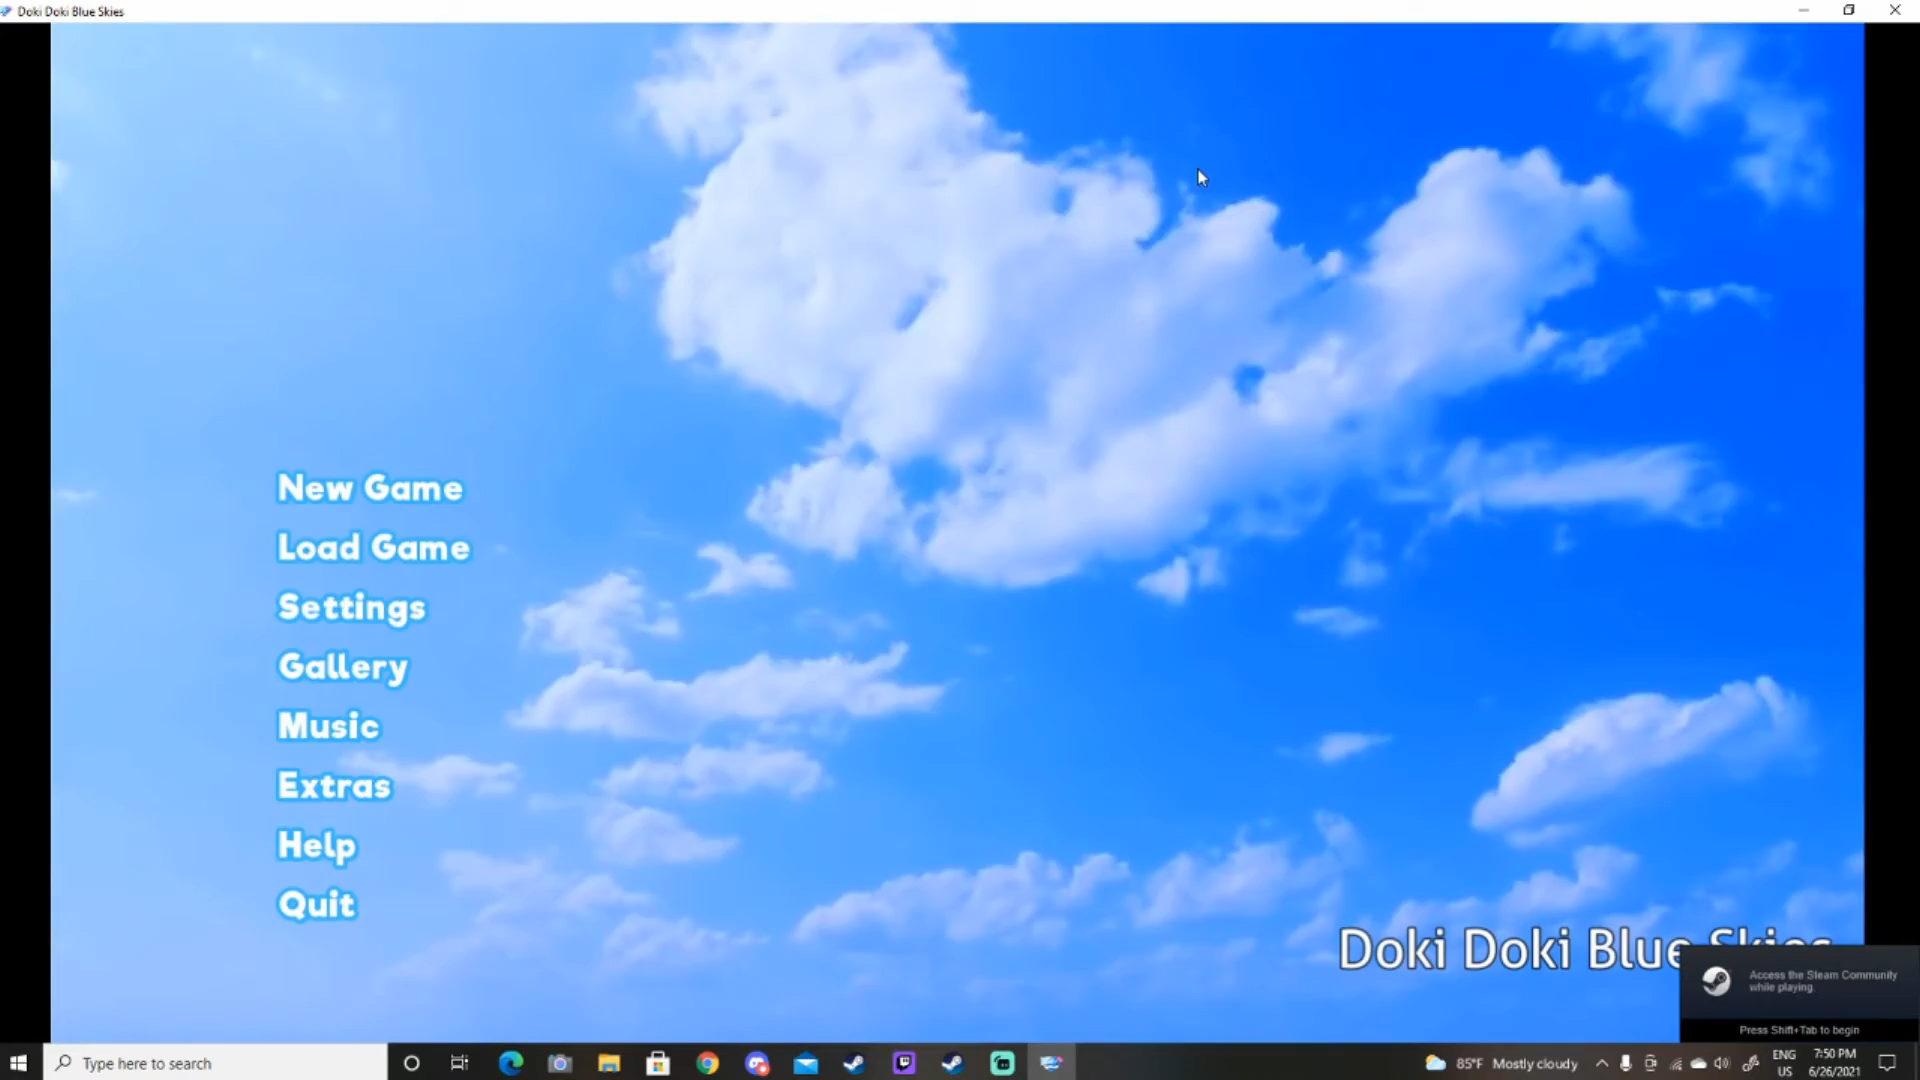 Doki Doki Blue Skies
New Game
Load Game
Settings
Gallery
Music
Extras
Help
Quit
Doki Doki Blue Skies
Access the Steam Community
while playing.
Press Shift+Tab to begin
Type here to search
85°F Mostly cloudy
ENG
US
7:50 PM
6/26/2021